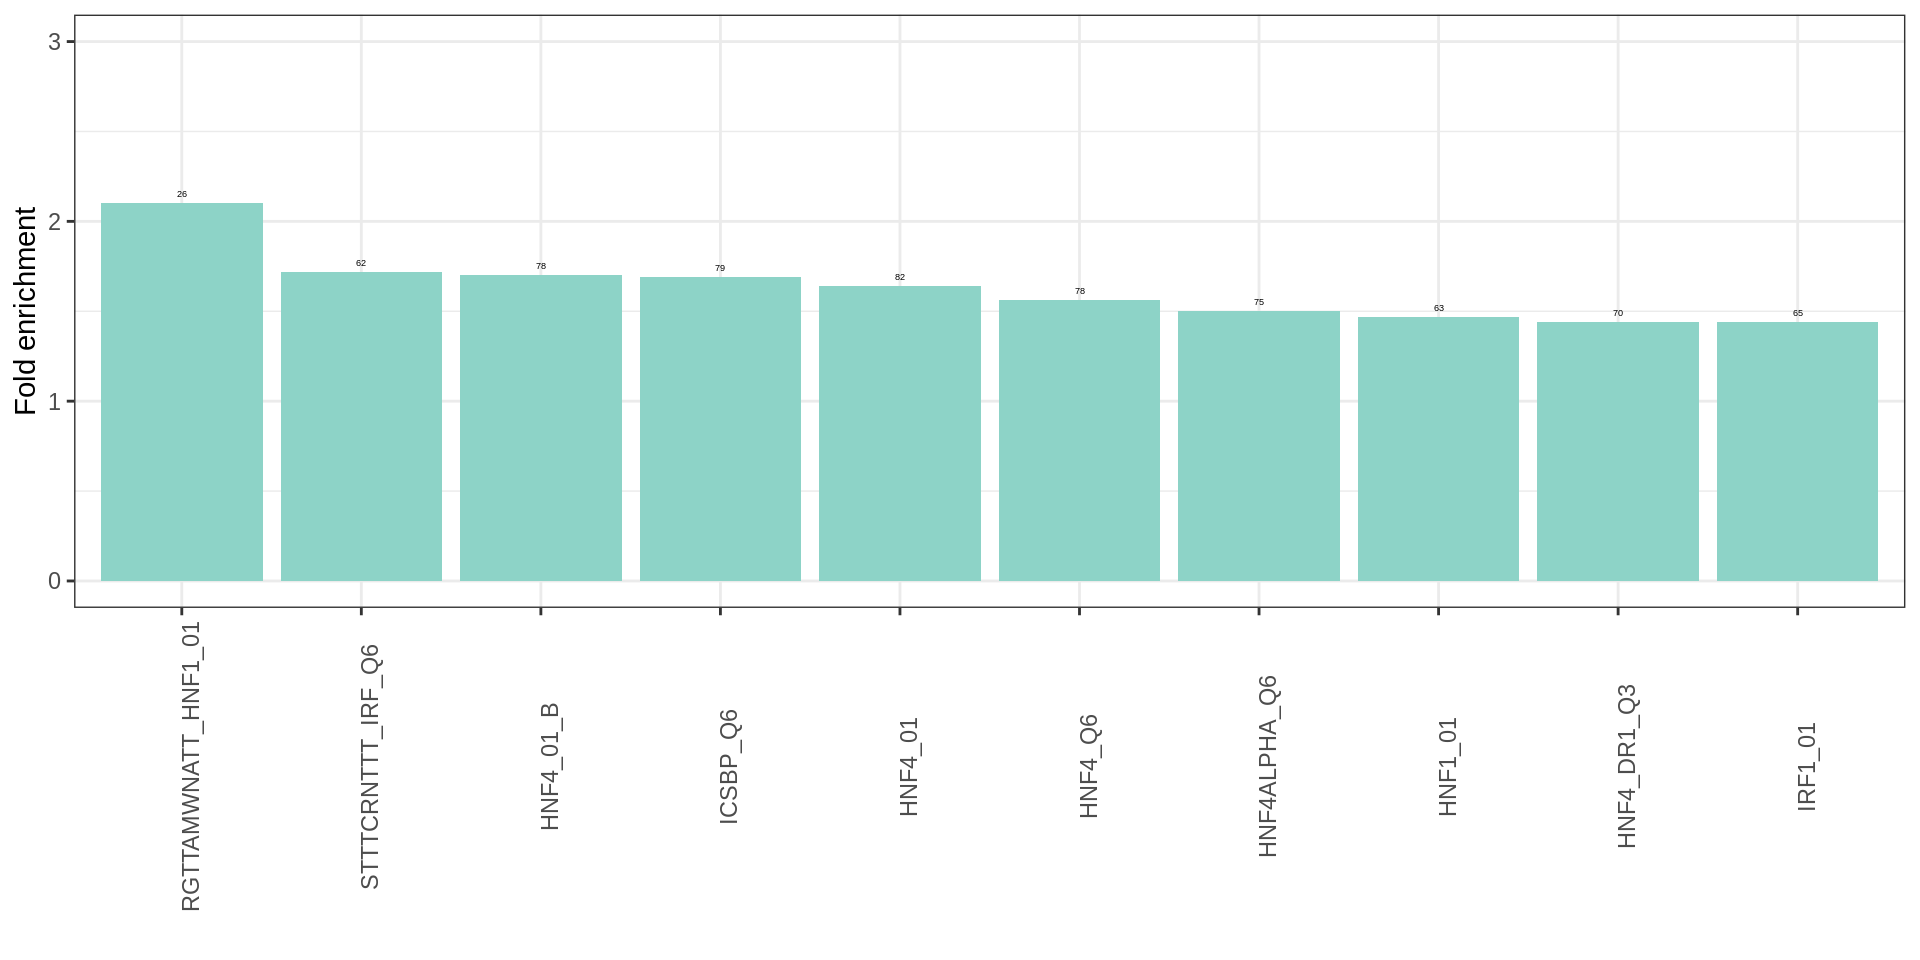 Fold enrichment
3
2
1
0
26
62
78
79
82
78
75
63
70
65
RGTTAMWNATT_HNF1_01
STTTCRNTTT_IRF_Q6
HNF4_01_B
ICSBP_Q6
HNF4_01
HNF4_Q6
HNF4ALPHA_Q6
HNF1_01
HNF4_DR1_Q3
IRF1_01